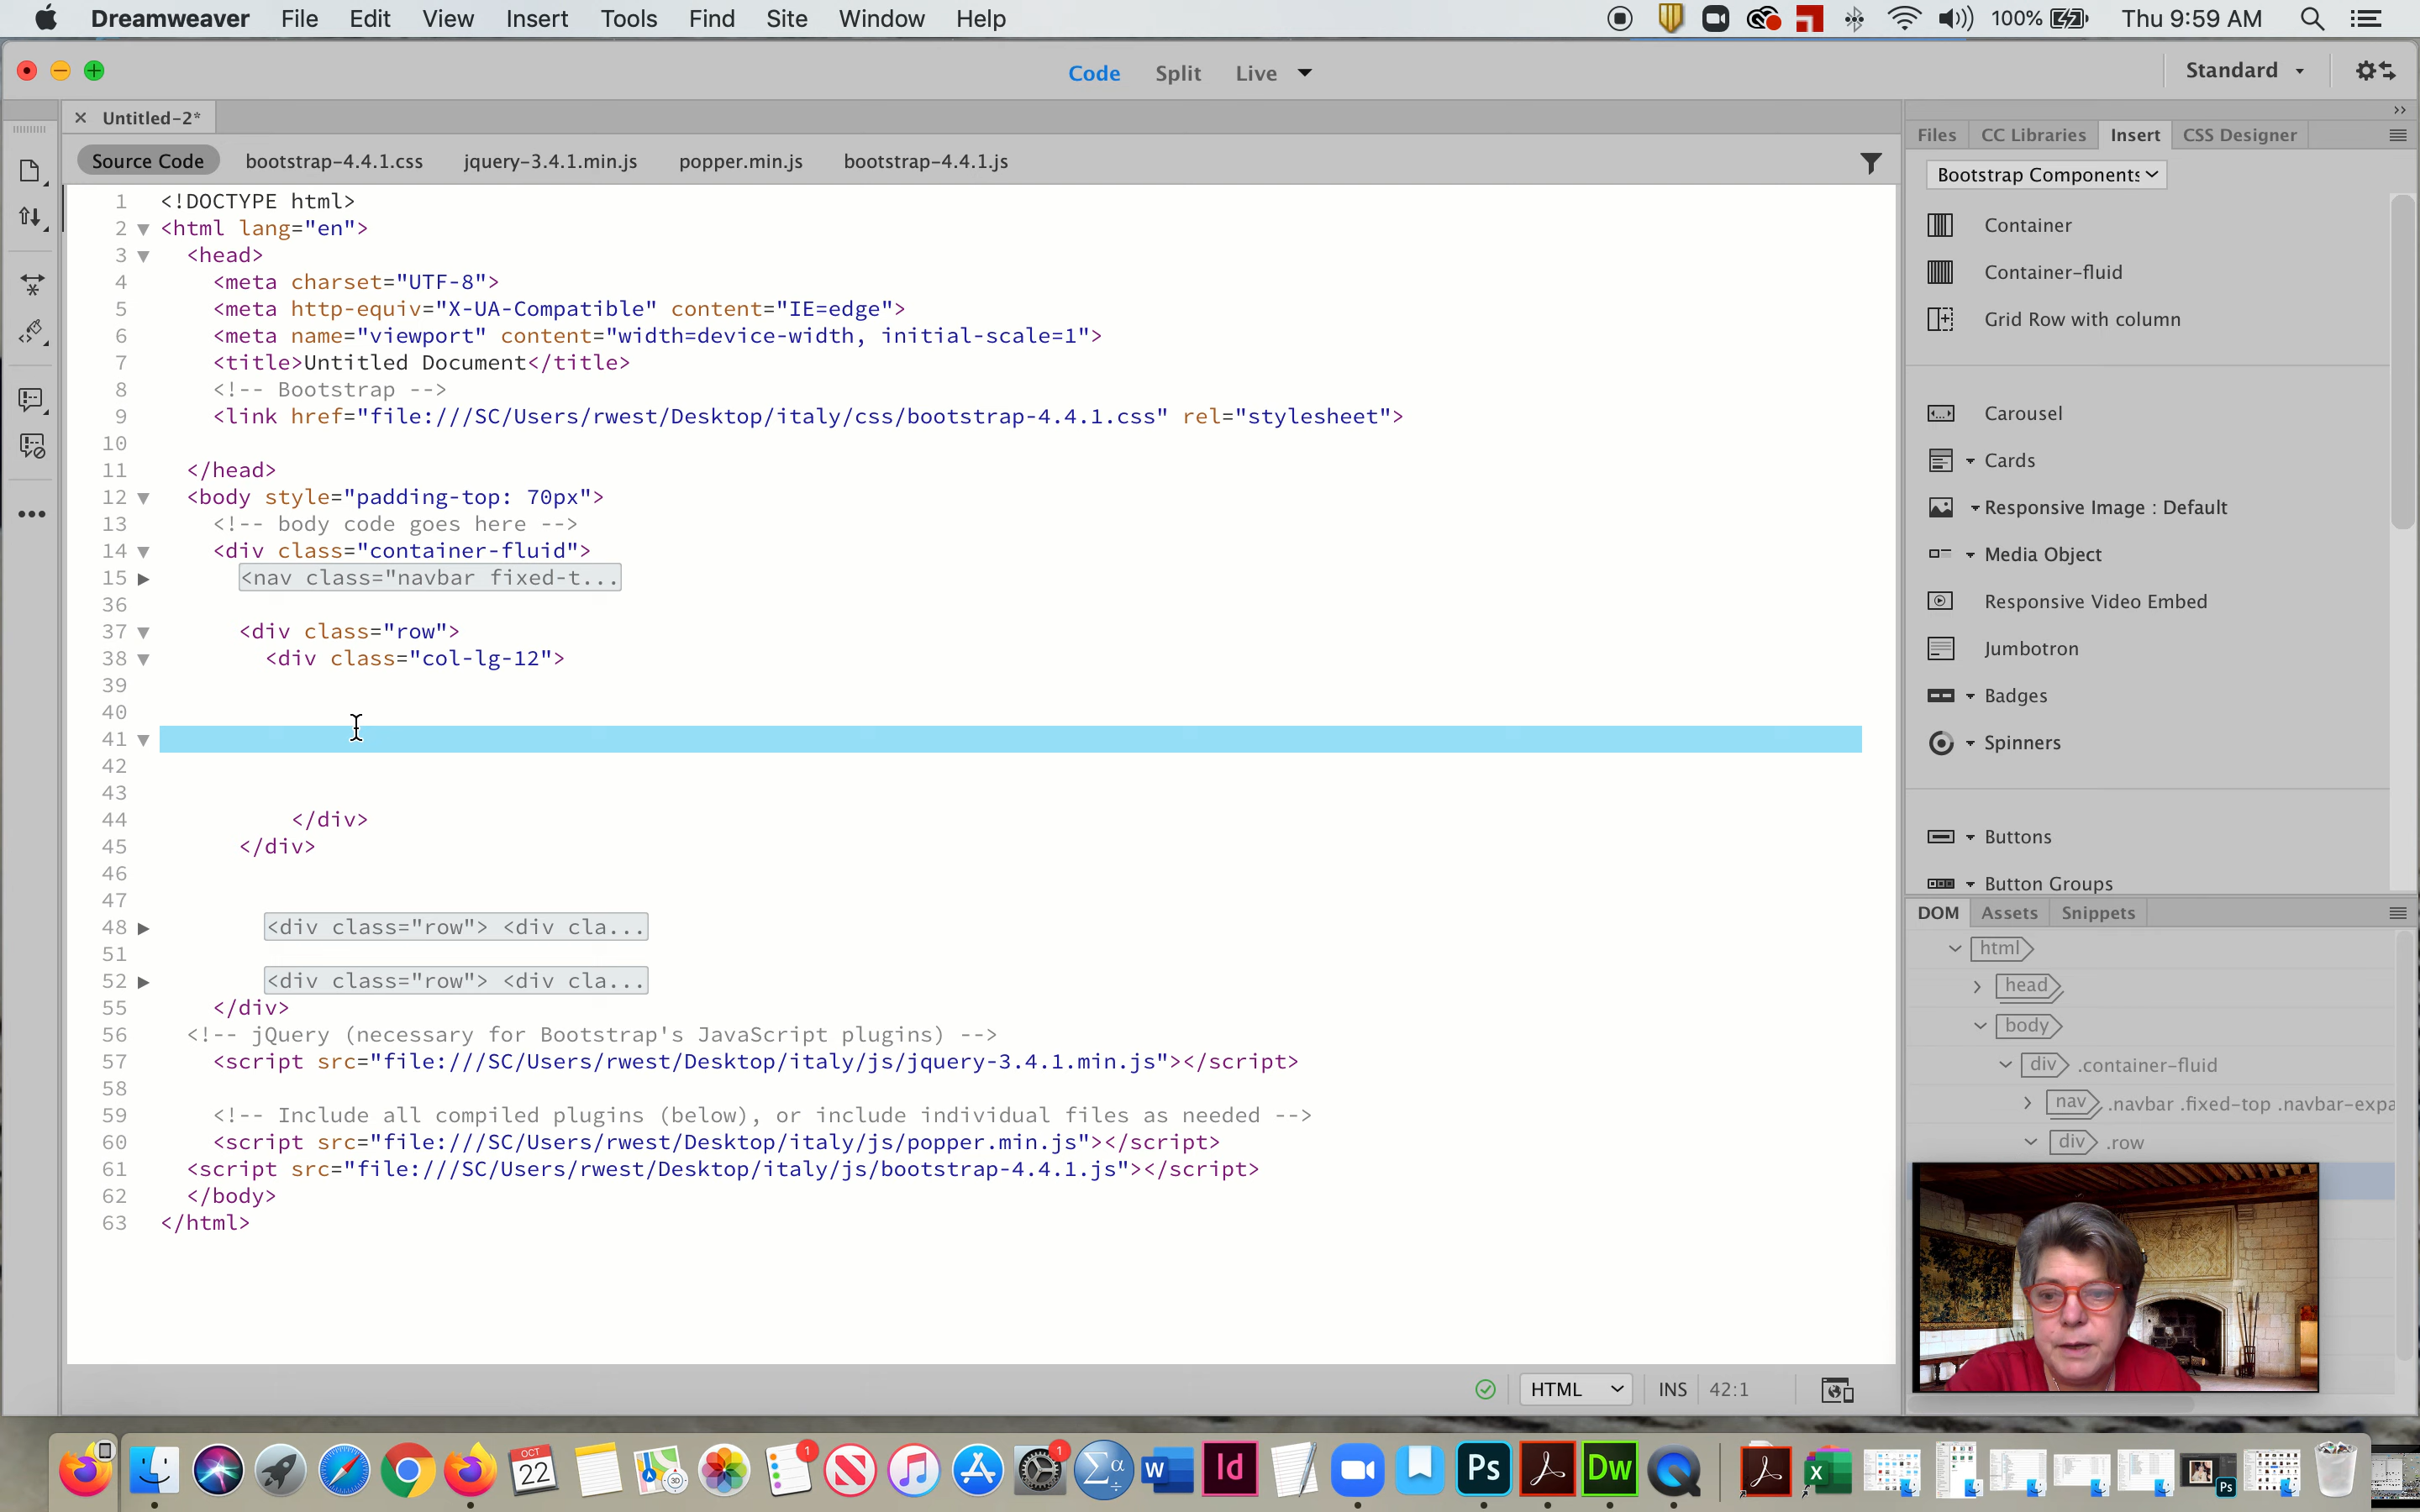 Dreamweaver File Edit View Insert Tools Find Site Window Help 100% Thu 9:59 AM
Code Split Live Standard
Untitled-2*
Files CC Libraries Insert CSS Designer
Source Code bootstrap-4.4.1.css jquery-3.4.1.min.js popper.min.js bootstrap-4.4.1.js
Bootstrap Components
1 <!DOCTYPE html>
2 <html lang="en">
3 <head>
4 <meta charset="UTF-8">
5 <meta http-equiv="X-UA-Compatible" content="IE=edge">
6 <meta name="viewport" content="width=device-width, initial-scale=1">
7 <title>Untitled Document</title>
8 <!-- Bootstrap -->
9 <link href="file:///SC/Users/rwest/Desktop/italy/css/bootstrap-4.4.1.css" rel="stylesheet">
10
11 </head>
12 <body style="padding-top: 70px">
13 <!-- body code goes here -->
14 <div class="container-fluid">
15 <nav class="navbar fixed-t...
36
37 <div class="row">
38 <div class="col-lg-12">
39
40
41
42
43
44 </div>
45 </div>
46
47
48 <div class="row"> <div cla...
51
52 <div class="row"> <div cla...
55 </div>
56 <!-- jQuery (necessary for Bootstrap's JavaScript plugins) -->
57 <script src="file:///SC/Users/rwest/Desktop/italy/js/jquery-3.4.1.min.js"></script>
58
59 <!-- Include all compiled plugins (below), or include individual files as needed -->
60 <script src="file:///SC/Users/rwest/Desktop/italy/js/popper.min.js"></script>
61 <script src="file:///SC/Users/rwest/Desktop/italy/js/bootstrap-4.4.1.js"></script>
62 </body>
63 </html>
Container
Container-fluid
Grid Row with column
Carousel
Cards
Responsive Image : Default
Media Object
Responsive Video Embed
Jumbotron
Badges
Spinners
Buttons
Button Groups
DOM Assets Snippets
html
head
body
div .container-fluid
nav .navbar .fixed-top .navbar-expa
div .row
HTML INS 42:1
OCT
22
3D
1
1
Σα
W
Id
Ps
Dw
X
Ps